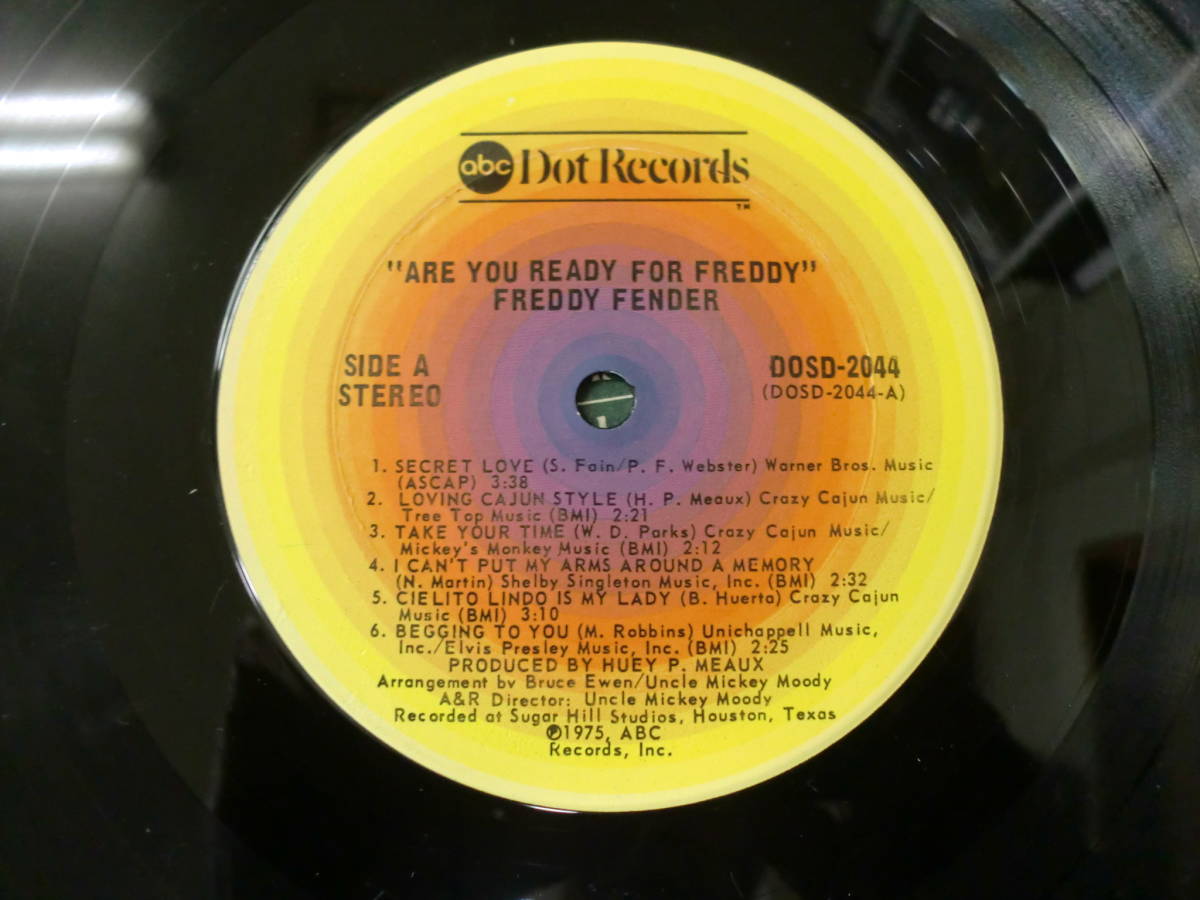 abc Dot Records
TM
"ARE YOU READY FOR FREDDY"
FREDDY FENDER
SIDE A
STEREO
DOSD-2044
(DOSD-2044-A)
1. SECRET LOVE (S. Fain/P. F. Webster) Warner Bros. Music
(ASCAP) 3:38
2. LOVING CAJUN STYLE (H. P. Meaux) Crazy Cajun Music/
Tree Top Music (BMI) 2:21
3. TAKE YOUR TIME (W. D. Parks) Crazy Cajun Music/
Mickey's Monkey Music (BMI) 2:12
4. I CAN'T PUT MY ARMS AROUND A MEMORY
(N. Martin) Shelby Singleton Music, Inc. (BMI) 2:32
5. CIELITO LINDO IS MY LADY (B. Huerta) Crazy Cajun
Music (BMI) 3:10
6. BEGGING TO YOU (M. Robbins) Unichappell Music,
Inc./Elvis Presley Music, Inc. (BMI) 2:25
PRODUCED BY HUEY P. MEAUX
Arrangement by Bruce Ewen/Uncle Mickey Moody
A&R Director: Uncle Mickey Moody
Recorded at Sugar Hill Studios, Houston, Texas
℗1975, ABC
Records, Inc.